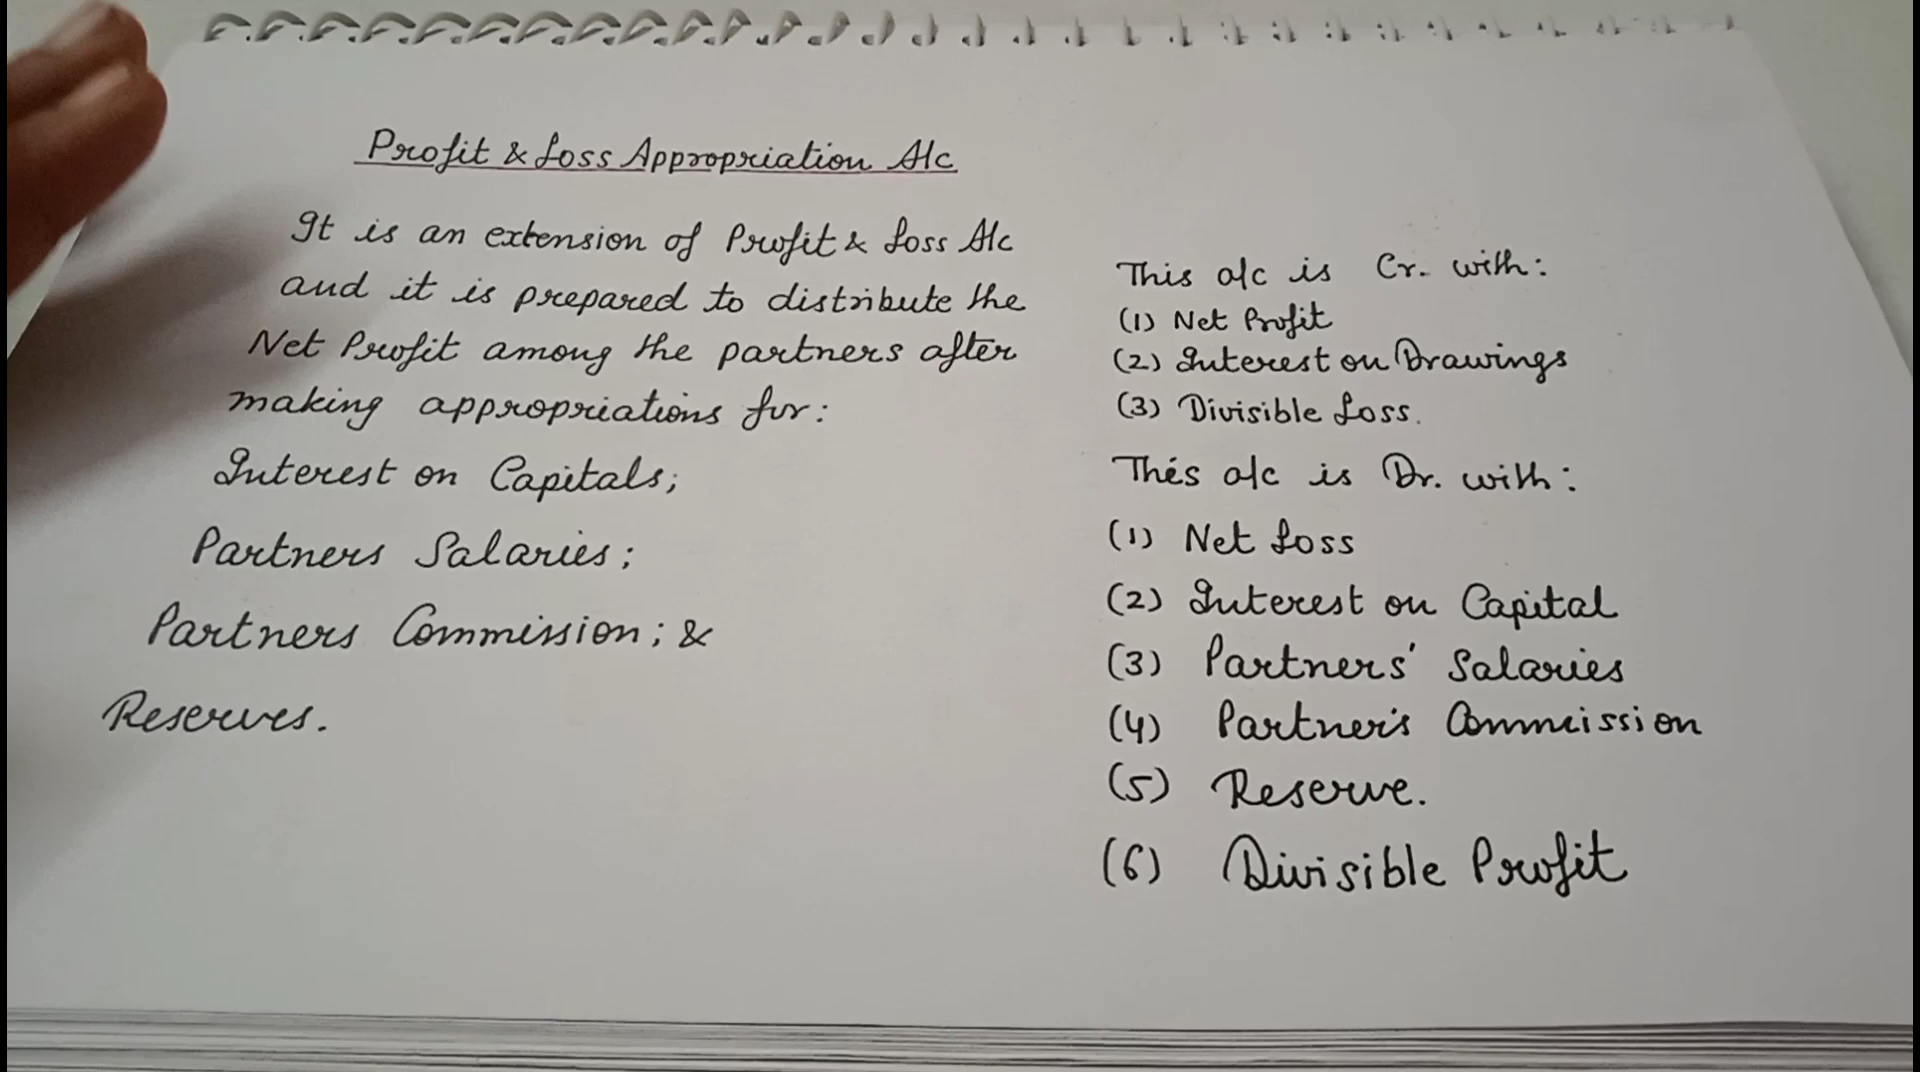 Profit & Loss Appropriation A/c
It is an extension of Profit & Loss A/c
and it is prepared to distribute the
Net Profit among the partners after
making appropriations for:
Interest on Capitals;
Partners Salaries;
Partners Commission; &
Reserves.
This a/c is Cr. with:
(1) Net Profit
(2) Interest on Drawings
(3) Divisible Loss.
This a/c is Dr. with:
(1) Net Loss
(2) Interest on Capital
(3) Partners' Salaries
(4) Partner's Commission
(5) Reserve.
(6) Divisible Profit